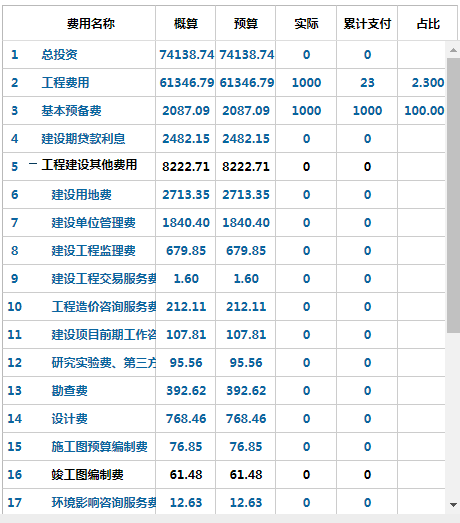 费用名称 概算 预算 实际 累计支付 占比
1 总投资 74138.74 74138.74 0 0
2 工程费用 61346.79 61346.79 1000 23 2.300
3 基本预备费 2087.09 2087.09 1000 1000 100.00
4 建设期贷款利息 2482.15 2482.15 0 0
5 − 工程建设其他费用 8222.71 8222.71 0 0
6 建设用地费 2713.35 2713.35 0 0
7 建设单位管理费 1840.40 1840.40 0 0
8 建设工程监理费 679.85 679.85 0 0
9 建设工程交易服务费 1.60 1.60 0 0
10 工程造价咨询服务费 212.11 212.11 0 0
11 建设项目前期工作咨 107.81 107.81 0 0
12 研究实验费、第三方 95.56 95.56 0 0
13 勘查费 392.62 392.62 0 0
14 设计费 768.46 768.46 0 0
15 施工图预算编制费 76.85 76.85 0 0
16 竣工图编制费 61.48 61.48 0 0
17 环境影响咨询服务费 12.63 12.63 0 0